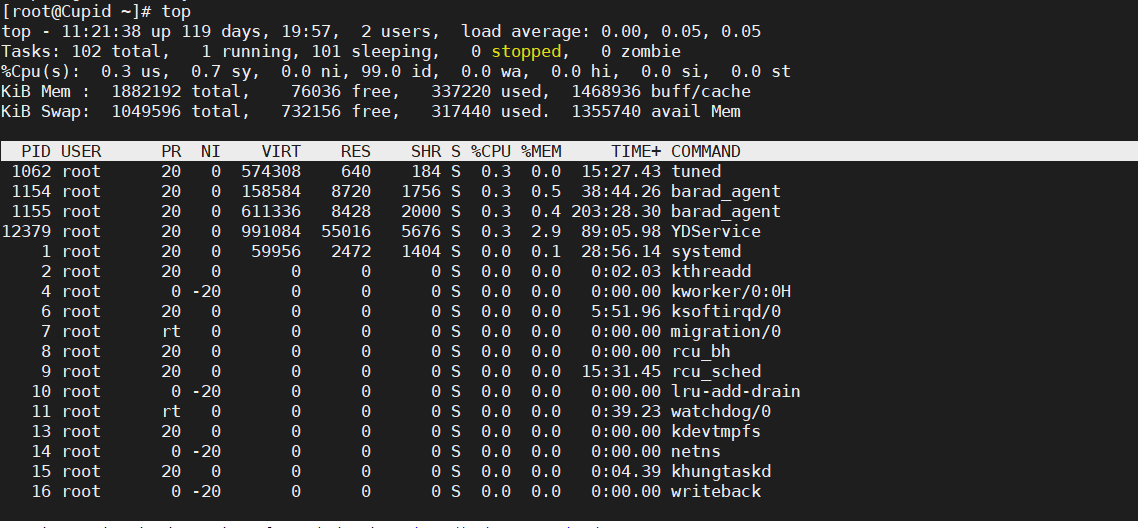 [root@Cupid ~]# top
top - 11:21:38 up 119 days, 19:57,  2 users,  load average: 0.00, 0.05, 0.05
Tasks: 102 total,   1 running, 101 sleeping,   0 stopped,   0 zombie
%Cpu(s):  0.3 us,  0.7 sy,  0.0 ni, 99.0 id,  0.0 wa,  0.0 hi,  0.0 si,  0.0 st
KiB Mem :  1882192 total,    76036 free,   337220 used,  1468936 buff/cache
KiB Swap:  1049596 total,   732156 free,   317440 used.  1355740 avail Mem
  PID USER      PR  NI    VIRT    RES    SHR S %CPU %MEM     TIME+ COMMAND
 1062 root      20   0  574308    640    184 S  0.3  0.0  15:27.43 tuned
 1154 root      20   0  158584   8720   1756 S  0.3  0.5  38:44.26 barad_agent
 1155 root      20   0  611336   8428   2000 S  0.3  0.4 203:28.30 barad_agent
12379 root      20   0  991084  55016   5676 S  0.3  2.9  89:05.98 YDService
    1 root      20   0   59956   2472   1404 S  0.0  0.1  28:56.14 systemd
    2 root      20   0       0      0      0 S  0.0  0.0   0:02.03 kthreadd
    4 root       0 -20       0      0      0 S  0.0  0.0   0:00.00 kworker/0:0H
    6 root      20   0       0      0      0 S  0.0  0.0   5:51.96 ksoftirqd/0
    7 root      rt   0       0      0      0 S  0.0  0.0   0:00.00 migration/0
    8 root      20   0       0      0      0 S  0.0  0.0   0:00.00 rcu_bh
    9 root      20   0       0      0      0 S  0.0  0.0  15:31.45 rcu_sched
   10 root       0 -20       0      0      0 S  0.0  0.0   0:00.00 lru-add-drain
   11 root      rt   0       0      0      0 S  0.0  0.0   0:39.23 watchdog/0
   13 root      20   0       0      0      0 S  0.0  0.0   0:00.00 kdevtmpfs
   14 root       0 -20       0      0      0 S  0.0  0.0   0:00.00 netns
   15 root      20   0       0      0      0 S  0.0  0.0   0:04.39 khungtaskd
   16 root       0 -20       0      0      0 S  0.0  0.0   0:00.00 writeback